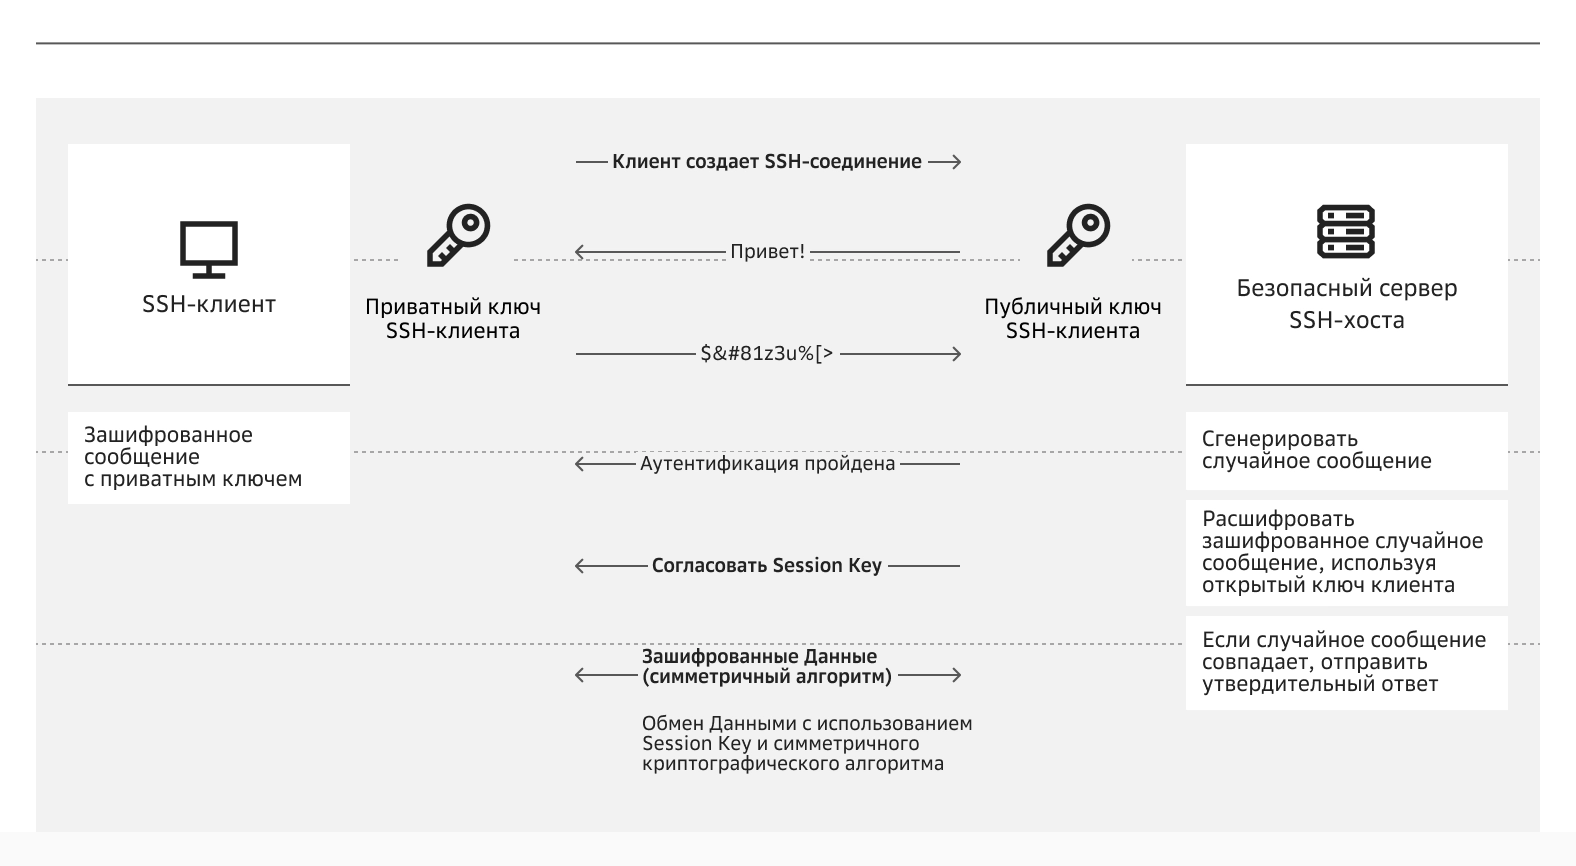 Клиент создает SSH-соединение
Привет!
SSH-клиент
Приватный ключ
SSH-клиента
Публичный ключ
SSH-клиента
Безопасный сервер
SSH-хоста
$&#81z3u%[>
Зашифрованное
сообщение
с приватным ключем
Аутентификация пройдена
Сгенерировать
случайное сообщение
Согласовать Session Key
Расшифровать
зашифрованное случайное
сообщение, используя
открытый ключ клиента
Зашифрованные Данные
(симметричный алгоритм)
Если случайное сообщение
совпадает, отправить
утвердительный ответ
Обмен Данными с использованием
Session Key и симметричного
криптографического алгоритма